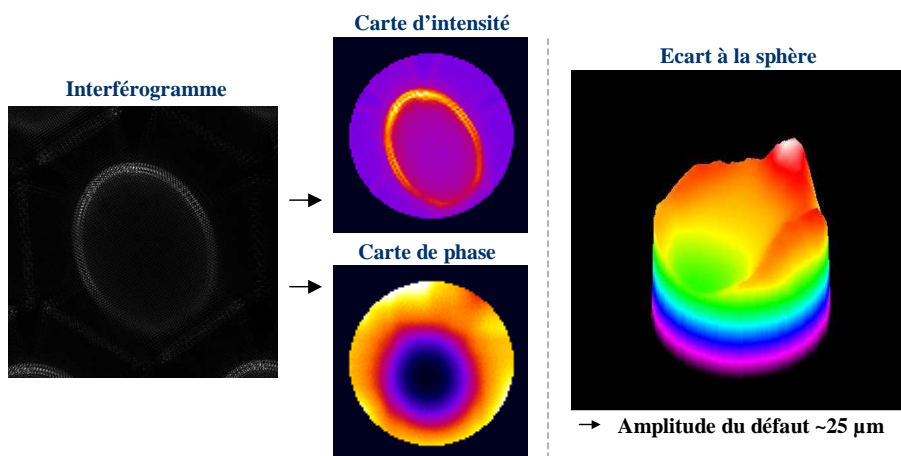 Carte d'intensité
Interférogramme
Ecart à la sphère
Carte de phase
→ Amplitude du défaut ~25 µm